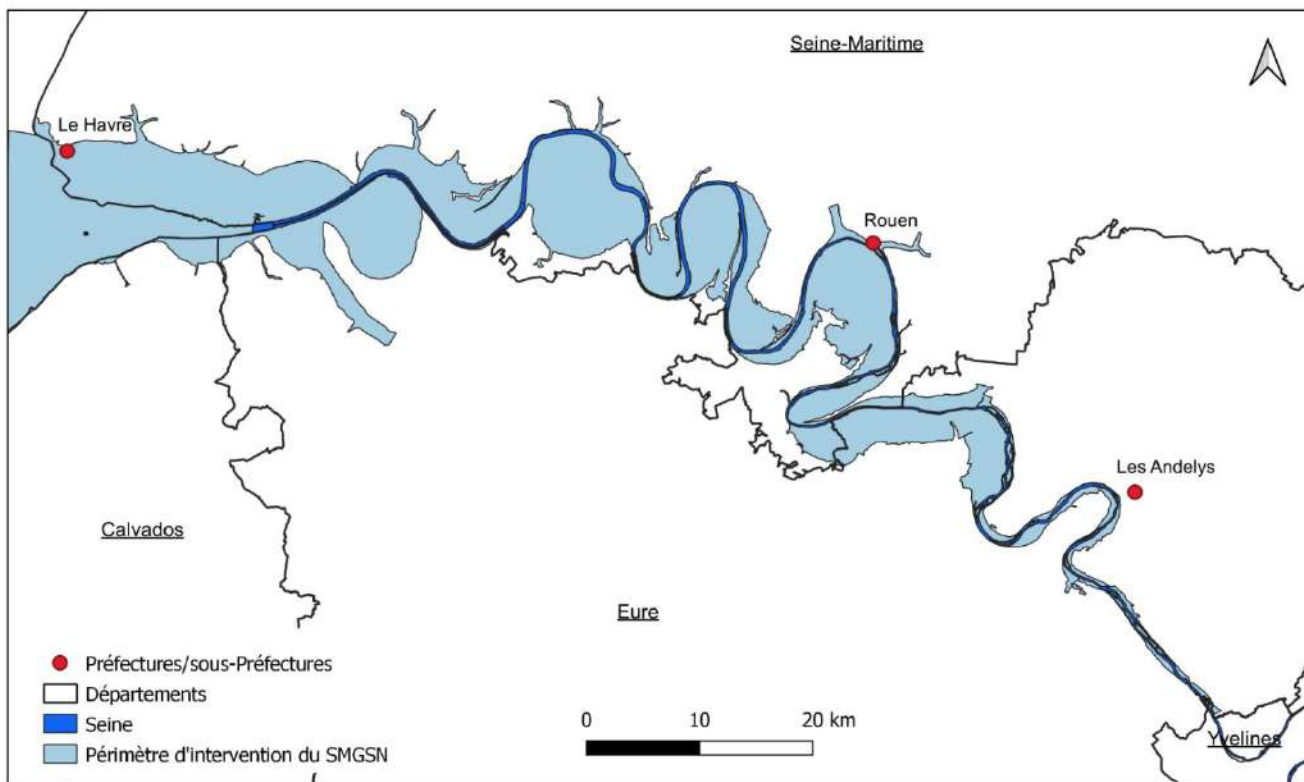 Seine-Maritime
Le Havre
Rouen
Les Andelys
Calvados
Eure
Yvelines
Préfectures/sous-Préfectures
Départements
Seine
Périmètre d'intervention du SMGSN
0 10 20 km